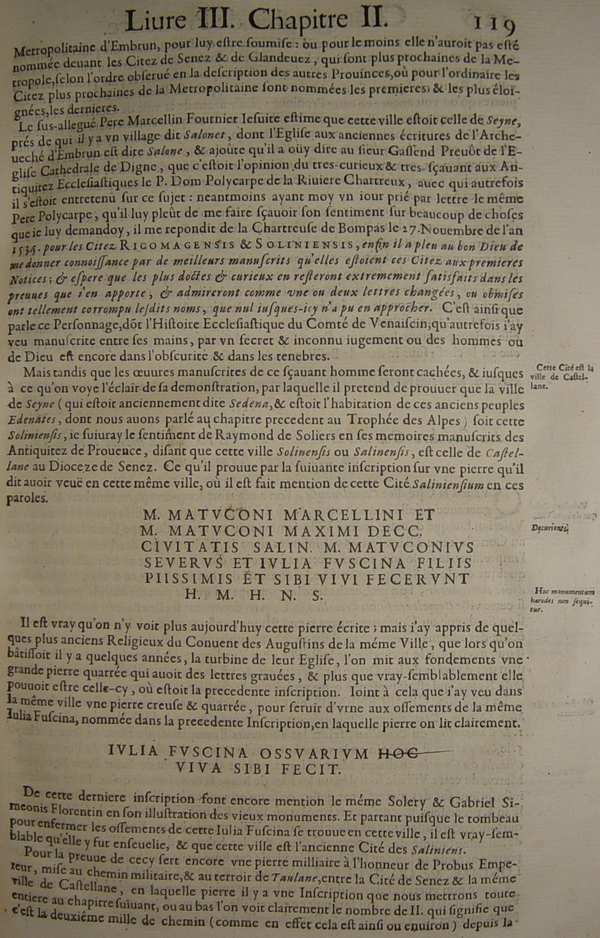 Liure III. Chapitre II. 119
Metropolitaine d'Embrun, pour luy estre soumise: où pour le moins elle n'auroit pas esté
nommée deuant les Citez de Senez & de Glandeuez, qui sont plus prochaines de la Me-
tropole, selon l'ordre obserué en la description des autres Prouinces, où pour l'ordinaire les
Citez plus prochaines de la Metropolitaine sont nommées les premieres; & les plus éloi-
gnées, les dernieres.
Le sus-allegué Pere Marcellin Fournier Iesuite estime que cette ville estoit celle de Seyne,
prés de qui il y a vn village dit Salonet, dont l'Eglise aux anciennes écritures de l'Arche-
uesché d'Embrun est dite Salone, & ajoûte qu'il a ouy dire au sieur Gassend Preuôt de l'E-
glise Cathedrale de Digne, que c'estoit l'opinion du tres-curieux & tres-sçauant aux An-
tiquitez Ecclesiastiques le P. Dom Polycarpe de la Riuiere Chartreux, auec qui autrefois
il s'estoit entretenu sur ce sujet: neantmoins ayant moy vn iour prié par lettre le même
Pere Polycarpe, qu'il luy pleût de me faire sçauoir son sentiment sur beaucoup de choses
que ie luy demandoy, il me repondit de la Chartreuse de Bompas le 27. Nouembre de l'an
1535. pour les Citez RIGOMAGENSIS & SOLINIENSIS, enfin il a pleu au bon Dieu de
me donner connoissance par de meilleurs manuscrits qu'elles estoient ces Citez aux premieres
Notices; & espere que les plus doctes & curieux en resteront extremement satisfaits dans les
preuues que i'en apporte, & admireront comme vne ou deux lettres changées, ou obmises
ont tellement corrompu lesdits noms, que nul iusques-icy n'a pu en approcher. C'est ainsi que
parle ce Personnage, dõt l'Histoire Ecclesiastique du Comté de Venaiscin, qu'autrefois i'ay
veu manuscrite entre ses mains, par vn secret & inconnu iugement ou des hommes ou
de Dieu est encore dans l'obscurité & dans les tenebres.
Mais tandis que les œuures manuscrites de ce sçauant homme seront cachées, & iusques
à ce qu'on voye l'éclair de sa demonstration, par laquelle il pretend de prouuer que la ville
de Seyne (qui estoit anciennement dite Sedena, & estoit l'habitation de ces anciens peuples
Edenates, dont nous auons parlé au chapitre precedent au Trophée des Alpes) soit cette
Soliniensis, ie suiuray le sentiment de Raymond de Soliers en ses memoires manuscrits des
Antiquitez de Prouence, disant que cette ville Solinensis ou Salinensis, est celle de Castel-
lane au Dioceze de Senez. Ce qu'il prouue par la suiuante inscription sur vne pierre qu'il
dit auoir veuë en cette même ville, où il est fait mention de cette Cité Saliniensium en ces
paroles.
Cette Cité est la
ville de Castel-
lane.
M. MATVCONI MARCELLINI ET
M. MATVCONI MAXIMI DECC.
CIVITATIS SALIN. M. MATVCONIVS
SEVERVS ET IVLIA FVSCINA FILIIS
PIISSIMIS ET SIBI VIVI FECERVNT
H. M. H. N. S.
Decuriones.
Hoc monumentum
haredes non sequi-
tur.
Il est vray qu'on n'y voit plus aujourd'huy cette pierre écrite; mais i'ay appris de quel-
ques plus anciens Religieux du Conuent des Augustins de la méme Ville, que lors qu'on
bâtissoit il y a quelques années, la turbine de leur Eglise, l'on mit aux fondements vne
grande pierre quarrée qui auoit des lettres grauées, & plus que vray-semblablement elle
pouuoit estre celle-cy, où estoit la precedente inscription. Ioint à cela que i'ay veu dans
la même ville vne pierre creuse & quarrée, pour seruir d'vrne aux ossements de la même
Iulia Fuscina, nommée dans la precedente Inscription, en laquelle pierre on lit clairement.
IVLIA FVSCINA OSSVARIVM HOC
VIVA SIBI FECIT.
De cette derniere inscription font encore mention le même Solery & Gabriel Si-
meonis Florentin en son illustration des vieux monuments. Et partant puisque le tombeau
pour enfermer les ossements de cette Iulia Fuscina se trouue en cette ville, il est vray-sem-
blable qu'elle y fut enseuelie, & que cette ville est l'ancienne Cité des Saliniens.
Pour la preuue de cecy sert encore vne pierre milliaire à l'honneur de Probus Empe-
reur, mise au chemin militaire, & au terroir de Taulane, entre la Cité de Senez & la méme
ville de Castellane, en laquelle pierre il y a vne Inscription que nous mettrons toute
entiere au chapitre suiuant, ou au bas l'on voit clairement le nombre de II. qui signifie que
c'est la deuxiéme mille de chemin (comme en effet cela est ainsi ou enuiron) depuis la